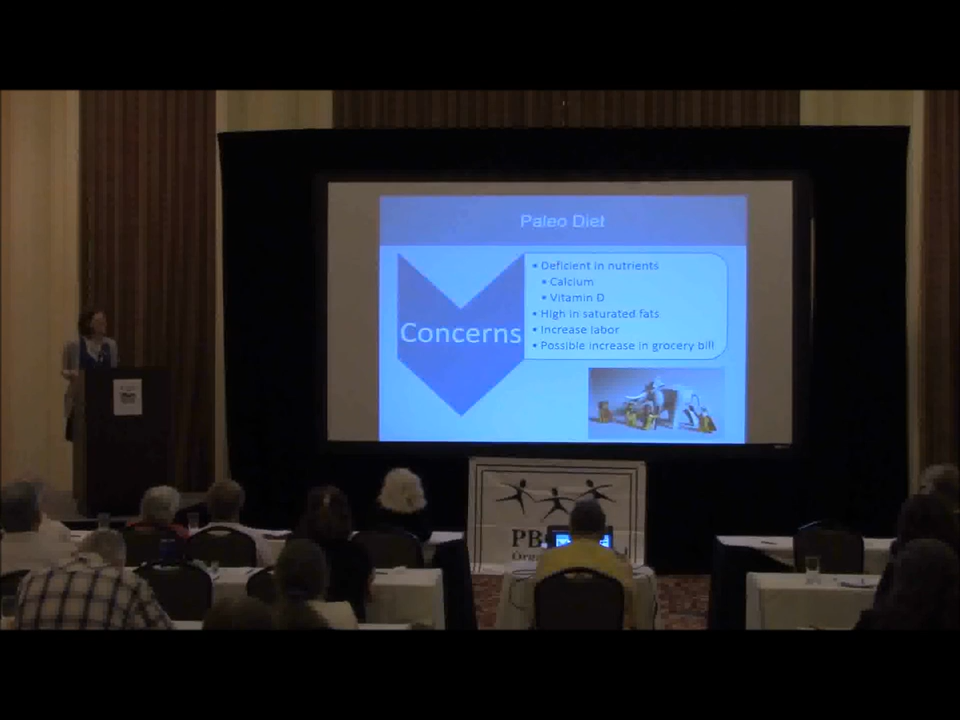 Paleo Diet
Concerns
• Deficient in nutrients
• Calcium
• Vitamin D
• High in saturated fats
• Increase labor
• Possible increase in grocery bill